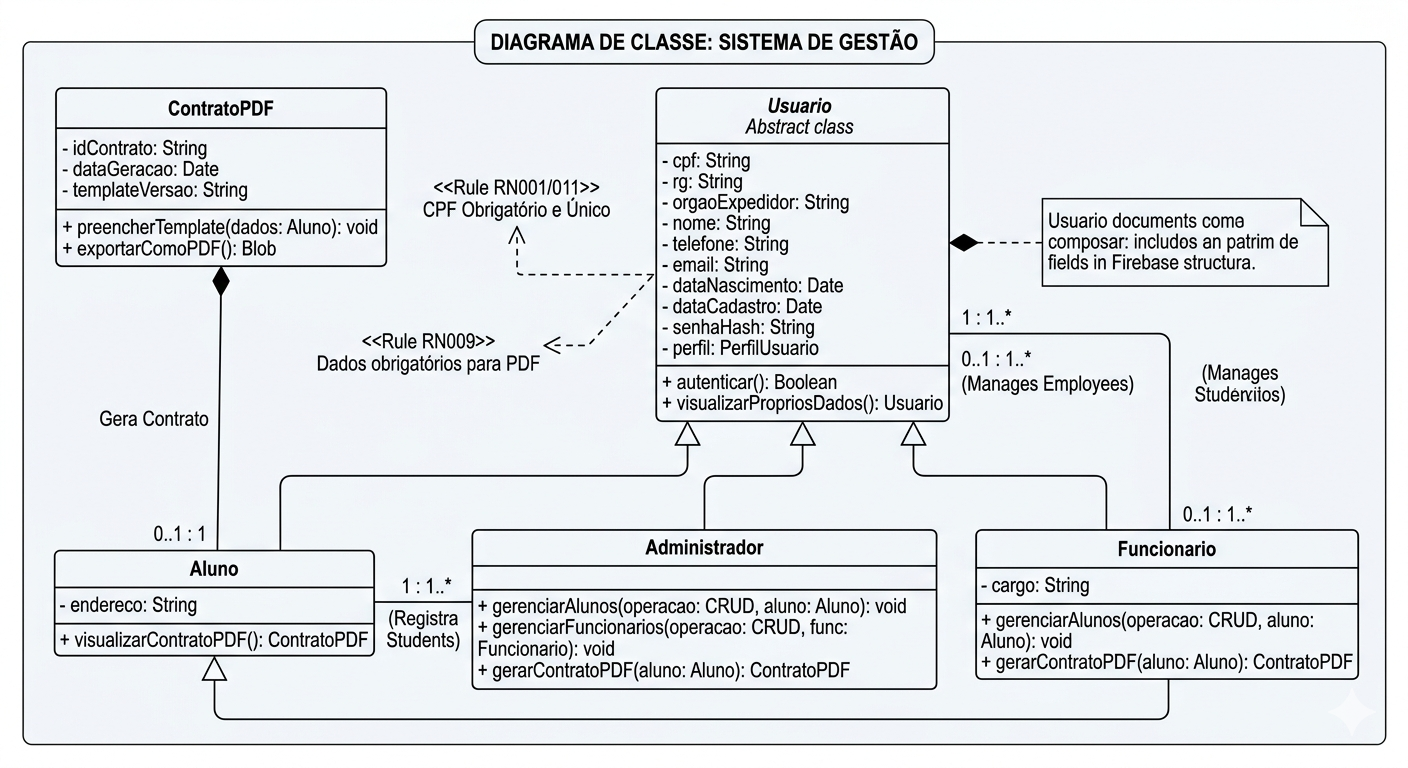 DIAGRAMA DE CLASSE: SISTEMA DE GESTÃO
ContratoPDF
- idContrato: String
- dataGeracao: Date
- templateVersao: String
+ preencherTemplate(dados: Aluno): void
+ exportarComoPDF(): Blob
<<Rule RN001/011>>
CPF Obrigatório e Único
<<Rule RN009>>
Dados obrigatórios para PDF
Usuario
Abstract class
- cpf: String
- rg: String
- orgaoExpedidor: String
- nome: String
- telefone: String
- email: String
- dataNascimento: Date
- dataCadastro: Date
- senhaHash: String
- perfil: PerfilUsuario
+ autenticar(): Boolean
+ visualizarPropriosDados(): Usuario
Usuario documents coma
composar: includos an patrim de
fields in Firebase structura.
1 : 1..*
0..1 : 1..*
(Manages Employees)
(Manages
0..1 : 1..*
Gera Contrato
0..1 : 1
Aluno
- endereco: String
+ visualizarContratoPDF(): ContratoPDF
1 : 1..*
(Registra
Students)
Administrador
+ gerenciarAlunos(operacao: CRUD, aluno: Aluno): void
+ gerenciarFuncionarios(operacao: CRUD, func:
Funcionario): void
+ gerarContratoPDF(aluno: Aluno): ContratoPDF
Funcionario
- cargo: String
+ gerenciarAlunos(operacao: CRUD, aluno:
Aluno): void
+ gerarContratoPDF(aluno: Aluno): ContratoPDF